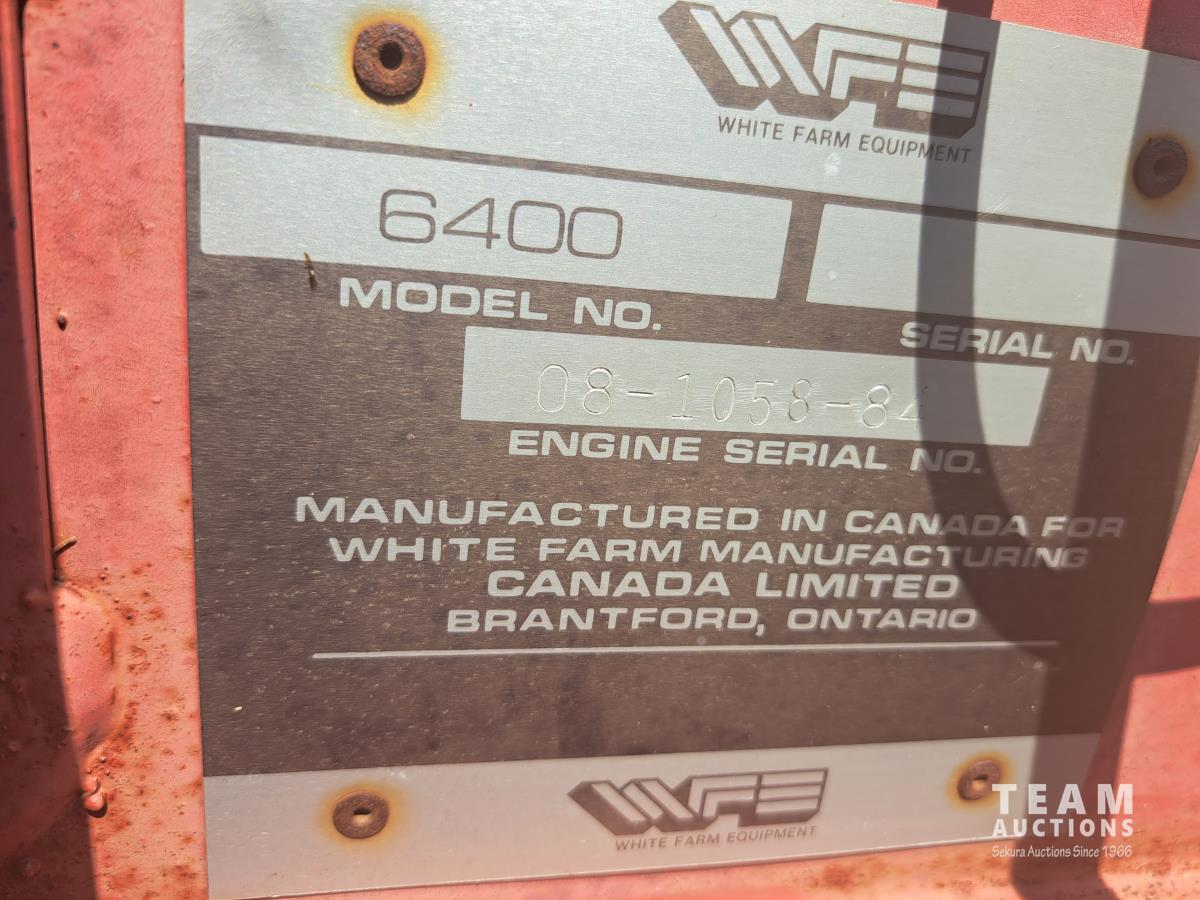 WFE
WHITE FARM EQUIPMENT
6400
MODEL NO.
SERIAL NO.
08-1058-84
ENGINE SERIAL NO.
MANUFACTURED IN CANADA FOR
WHITE FARM MANUFACTURING
CANADA LIMITED
BRANTFORD, ONTARIO
WFE
WHITE FARM EQUIPMENT
TEAM
AUCTIONS
Sekura Auctions Since 1966